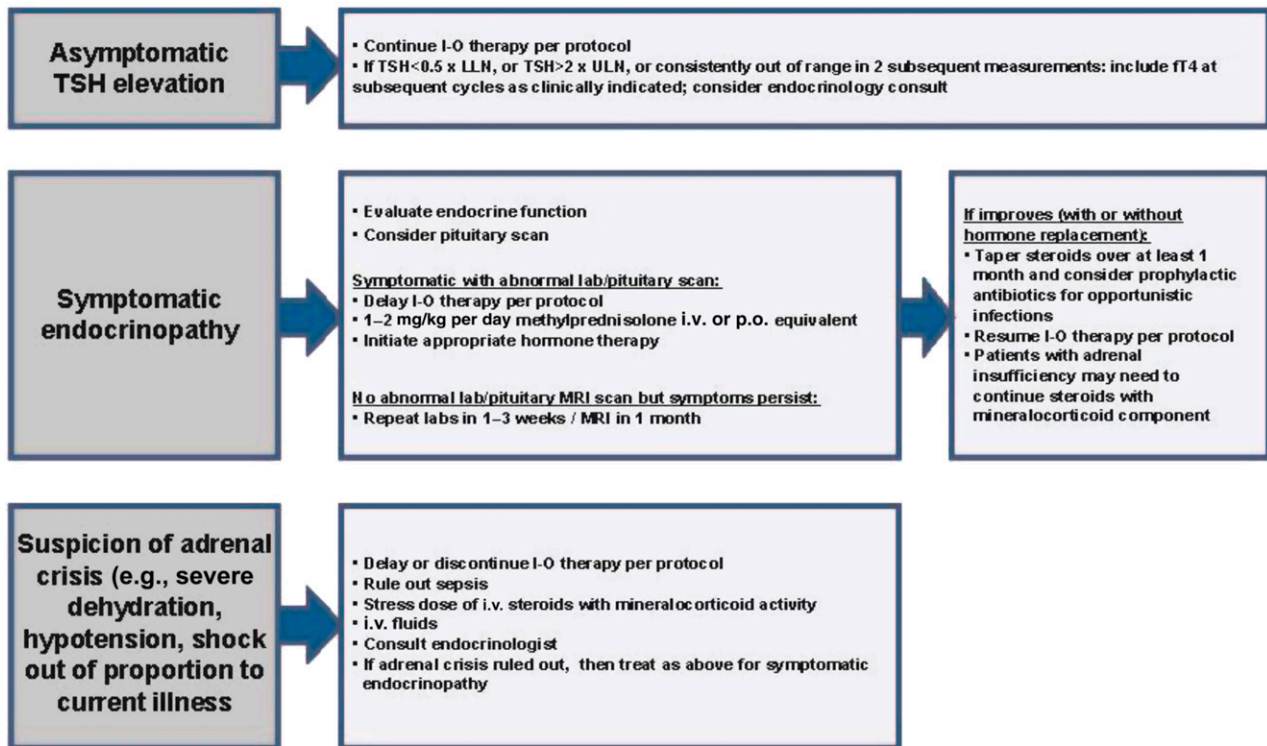 Asymptomatic
TSH elevation
▪ Continue I-O therapy per protocol
▪ If TSH<0.5 x LLN, or TSH>2 x ULN, or consistently out of range in 2 subsequent measurements: include fT4 at
subsequent cycles as clinically indicated; consider endocrinology consult
Symptomatic
endocrinopathy
▪ Evaluate endocrine function
▪ Consider pituitary scan
Symptomatic with abnormal lab/pituitary scan:
▪ Delay I-O therapy per protocol
▪ 1–2 mg/kg per day methylprednisolone i.v. or p.o. equivalent
▪ Initiate appropriate hormone therapy
No abnormal lab/pituitary MRI scan but symptoms persist:
▪ Repeat labs in 1–3 weeks / MRI in 1 month
If improves (with or without
hormone replacement):
▪ Taper steroids over at least 1
month and consider prophylactic
antibiotics for opportunistic
infections
▪ Resume I-O therapy per protocol
▪ Patients with adrenal
insufficiency may need to
continue steroids with
mineralocorticoid component
Suspicion of adrenal
crisis (e.g., severe
dehydration,
hypotension, shock
out of proportion to
current illness
▪ Delay or discontinue I-O therapy per protocol
▪ Rule out sepsis
▪ Stress dose of i.v. steroids with mineralocorticoid activity
▪ i.v. fluids
▪ Consult endocrinologist
▪ If adrenal crisis ruled out, then treat as above for symptomatic
endocrinopathy